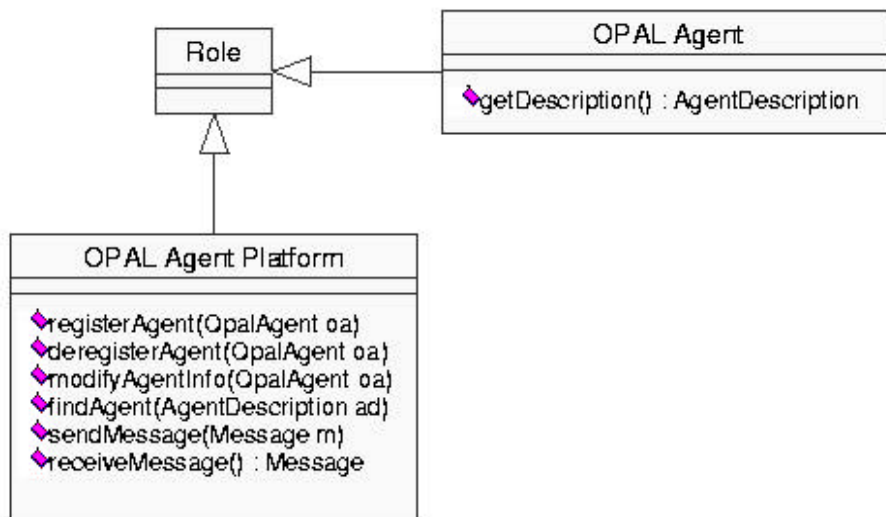 Role
OPAL Agent
getDescription() : AgentDescription
OPAL Agent Platform
registerAgent(OpalAgent oa)
deregisterAgent(OpalAgent oa)
modifyAgentInfo(OpalAgent oa)
findAgent(AgentDescription ad)
sendMessage(Message m)
receiveMessage() : Message